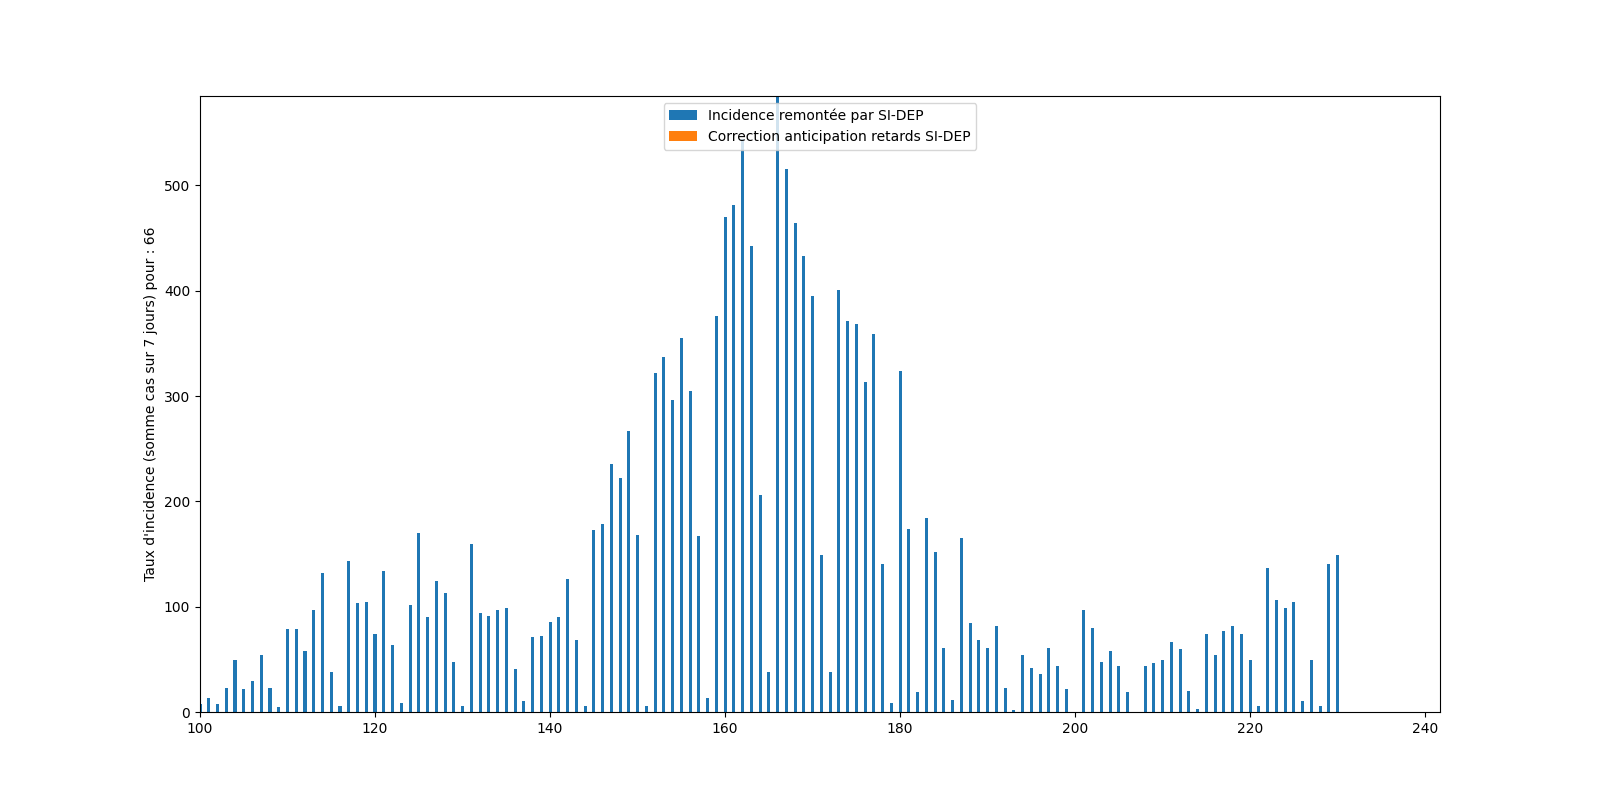 Incidence remontée par SI-DEP
Correction anticipation retards SI-DEP
Taux d'incidence (somme cas sur 7 jours) pour : 66
500
400
300
200
100
0
100 120 140 160 180 200 220 240